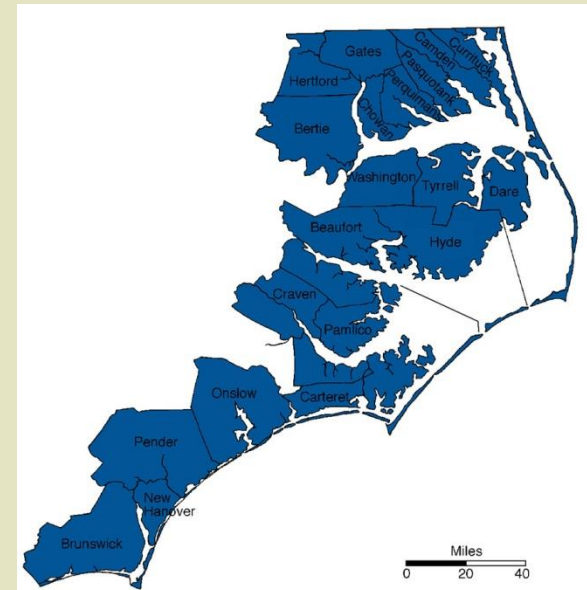 Gates
Camden
Currituck
Pasquotank
Perquimans
Hertford
Chowan
Bertie
Washington
Tyrrell
Dare
Beaufort
Hyde
Craven
Pamlico
Onslow
Carteret
Pender
New
Hanover
Brunswick
Miles
0 20 40